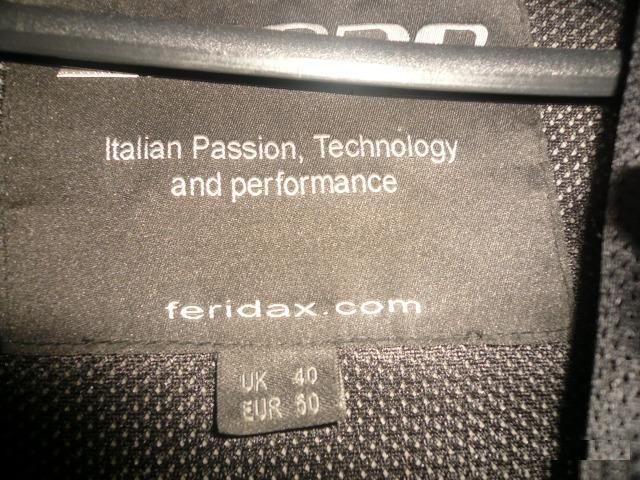 Italian Passion, Technology
and performance
feridax.com
UK 40
EUR 50